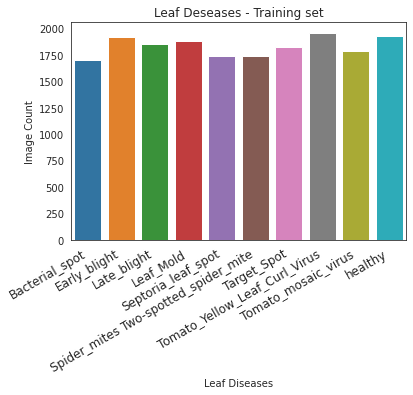 Leaf Deseases - Training set
Image Count
2000
1750
1500
1250
1000
750
500
250
0
Bacterial_spot
Early_blight
Late_blight
Leaf_Mold
Septoria_leaf_spot
Spider_mites Two-spotted_spider_mite
Target_Spot
Tomato_Yellow_Leaf_Curl_Virus
Tomato_mosaic_virus
healthy
Leaf Diseases